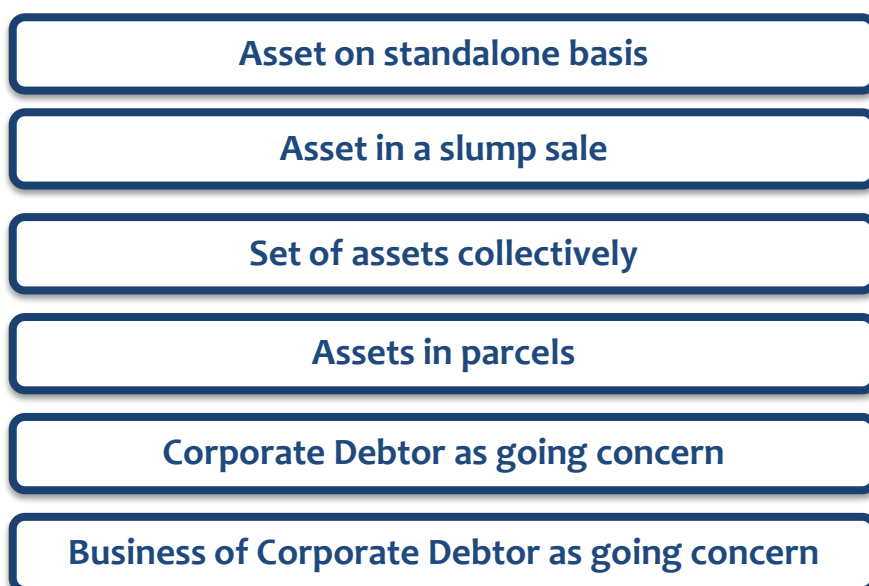 Asset on standalone basis
Asset in a slump sale
Set of assets collectively
Assets in parcels
Corporate Debtor as going concern
Business of Corporate Debtor as going concern